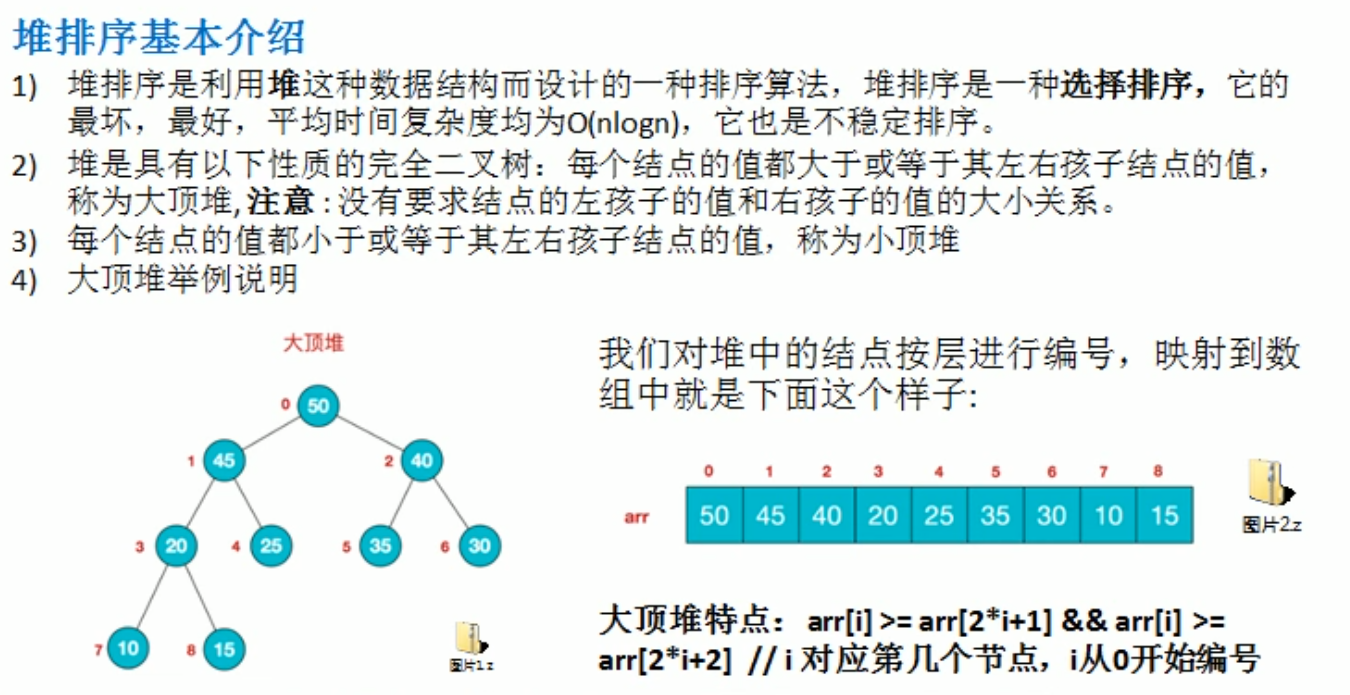 堆排序基本介绍
1) 堆排序是利用堆这种数据结构而设计的一种排序算法，堆排序是一种选择排序，它的
最坏，最好，平均时间复杂度均为O(nlogn)，它也是不稳定排序。
2) 堆是具有以下性质的完全二叉树：每个结点的值都大于或等于其左右孩子结点的值，
称为大顶堆, 注意 : 没有要求结点的左孩子的值和右孩子的值的大小关系。
3) 每个结点的值都小于或等于其左右孩子结点的值，称为小顶堆
4) 大顶堆举例说明
大顶堆
0 50
1 45 2 40
3 20 4 25 5 35 6 30
7 10 8 15
图片1.z
我们对堆中的结点按层进行编号，映射到数
组中就是下面这个样子:
0 1 2 3 4 5 6 7 8
arr 50 45 40 20 25 35 30 10 15
图片2.z
大顶堆特点：arr[i] >= arr[2*i+1] && arr[i] >=
arr[2*i+2] // i 对应第几个节点，i从0开始编号